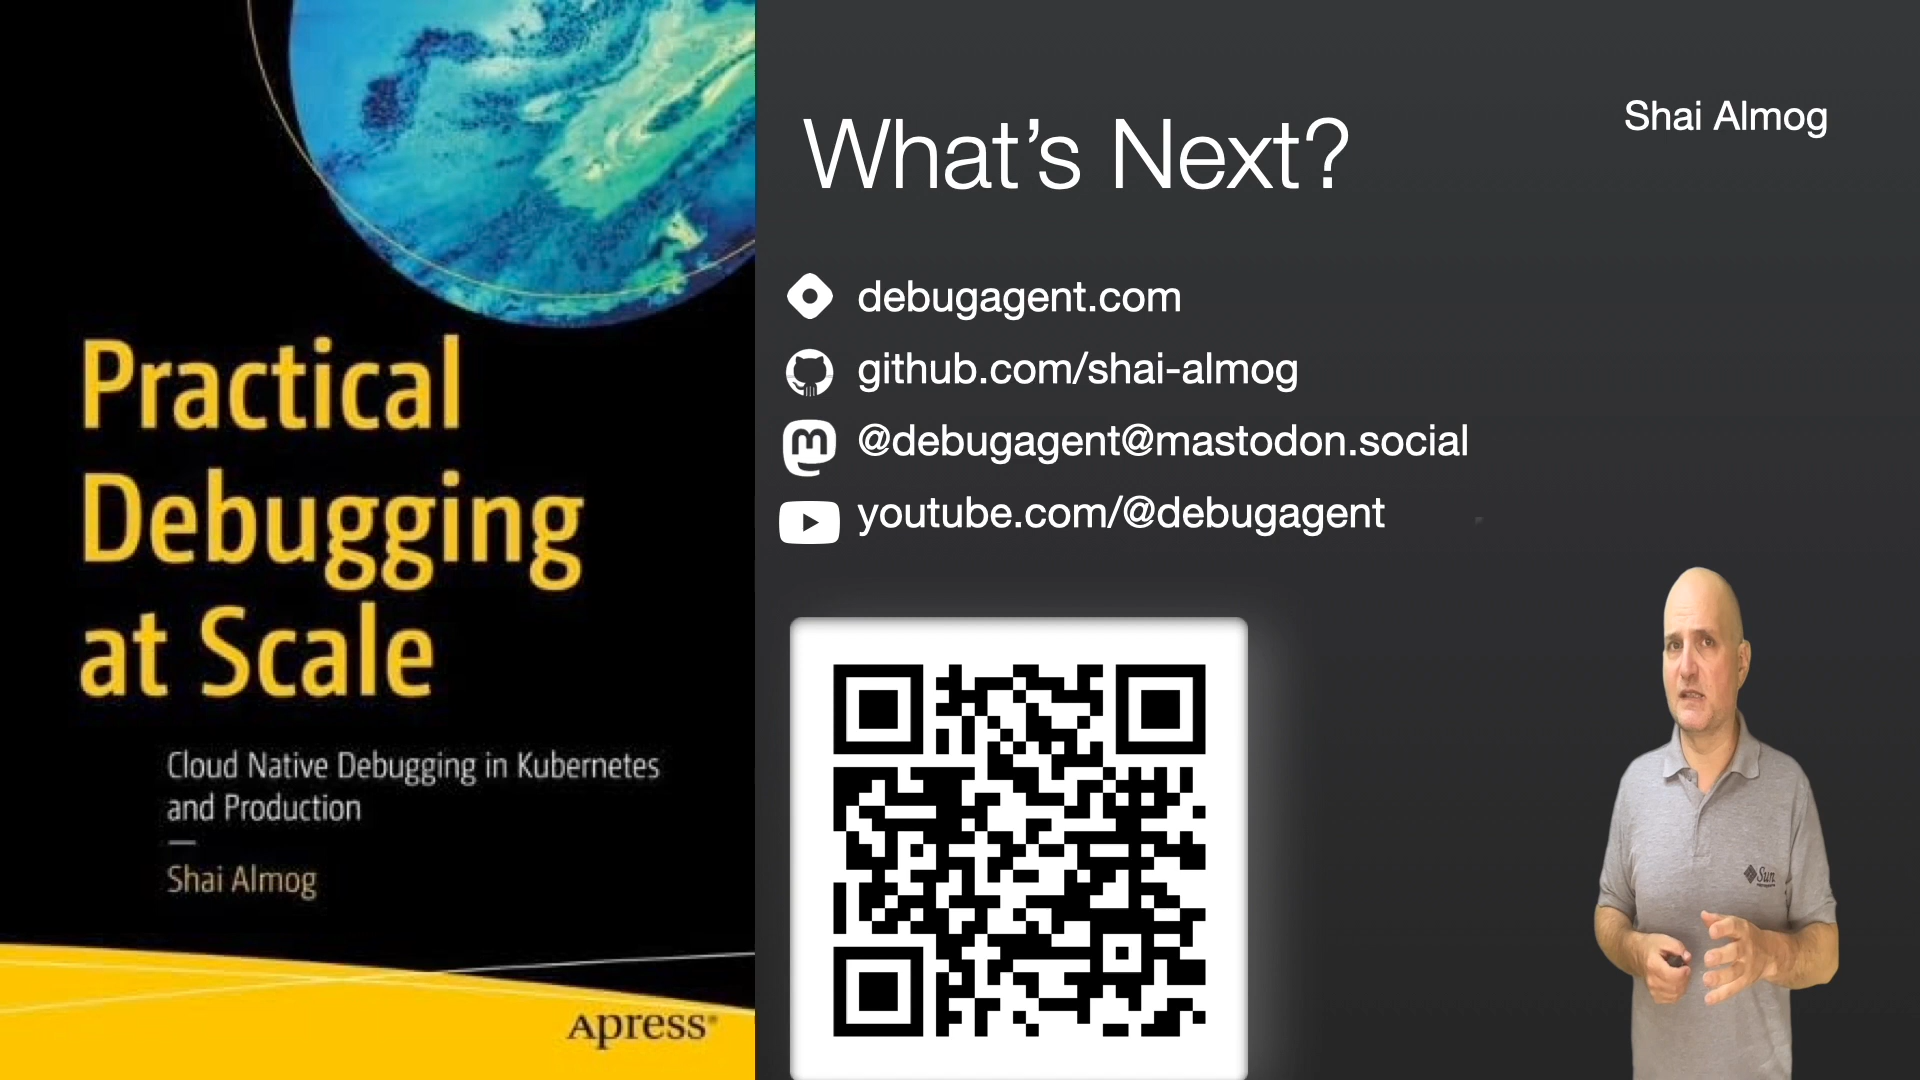 Practical
Debugging
at Scale
Cloud Native Debugging in Kubernetes
and Production
Shai Almog
Apress®
What's Next?
Shai Almog
debugagent.com
github.com/shai-almog
@debugagent@mastodon.social
youtube.com/@debugagent
Sun